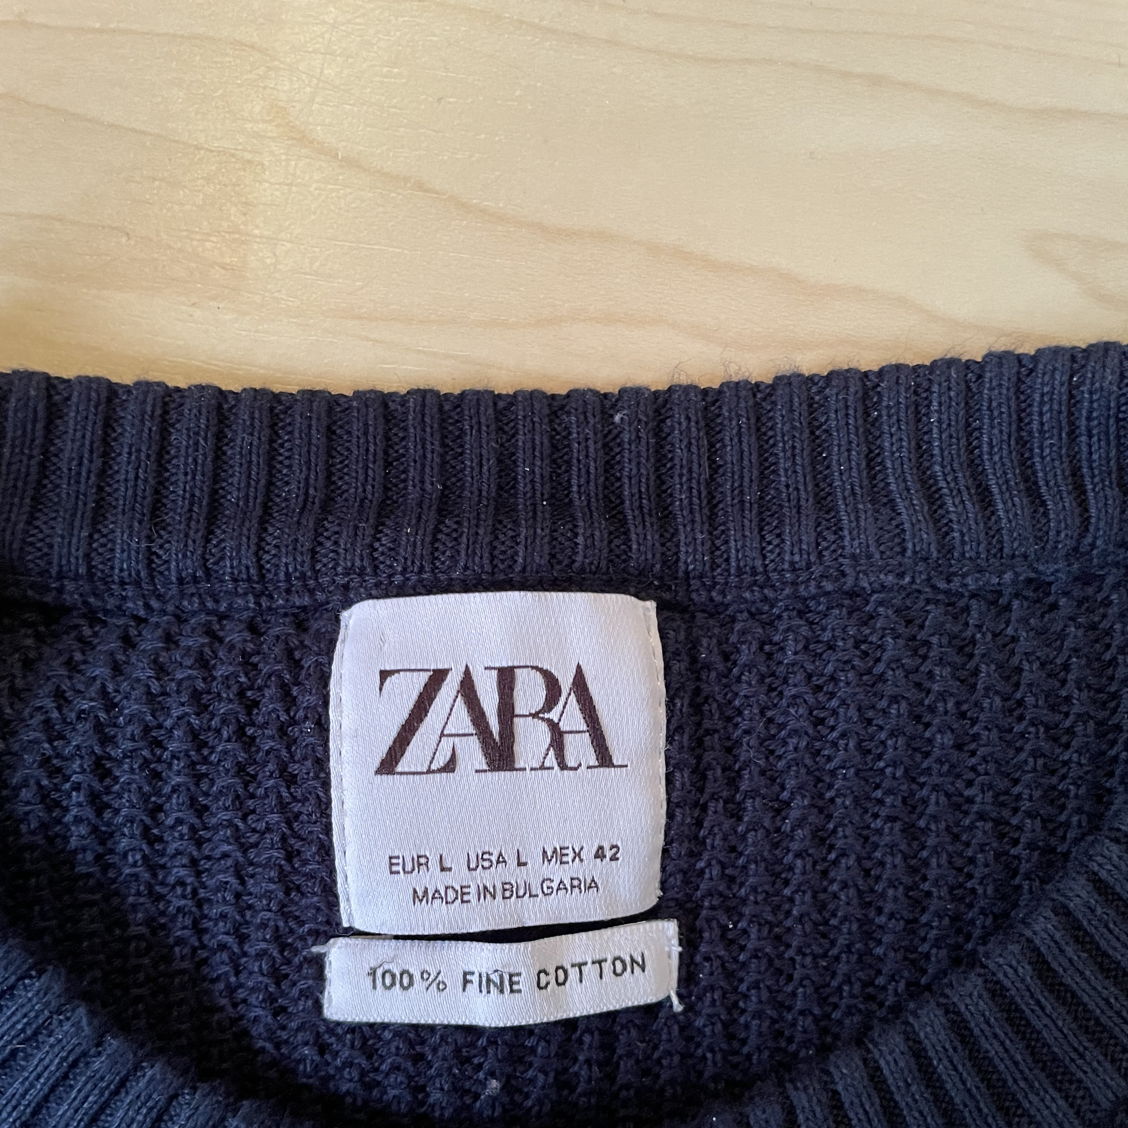 ZARA
EUR L USA L MEX 42
MADE IN BULGARIA
100% FINE COTTON